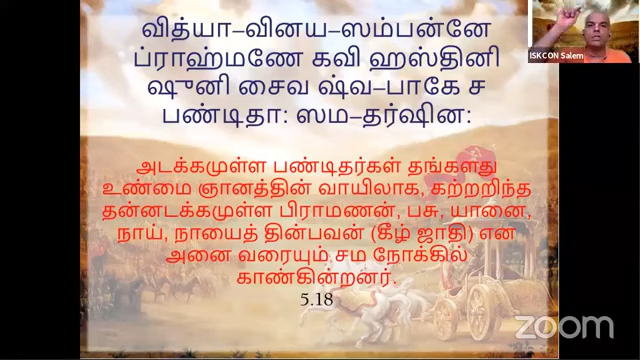 வித்யா–வினய–ஸம்பன்னே
ப்ராஹ்மணே கவி ஹஸ்தினி
ஷுனி சைவ ஷ்வ–பாகே ச
பண்டிதா: ஸம–தர்ஷின:
அடக்கமுள்ள பண்டிதர்கள் தங்களது
உண்மை ஞானத்தின் வாயிலாக, கற்றறிந்த
தன்னடக்கமுள்ள பிராமணன், பசு, யானை,
நாய், நாயைத் தின்பவன் (கீழ் ஜாதி) என
அனை வரையும் சம நோக்கில்
காண்கின்றனர்.
5.18
ISKCON Salem
zoom